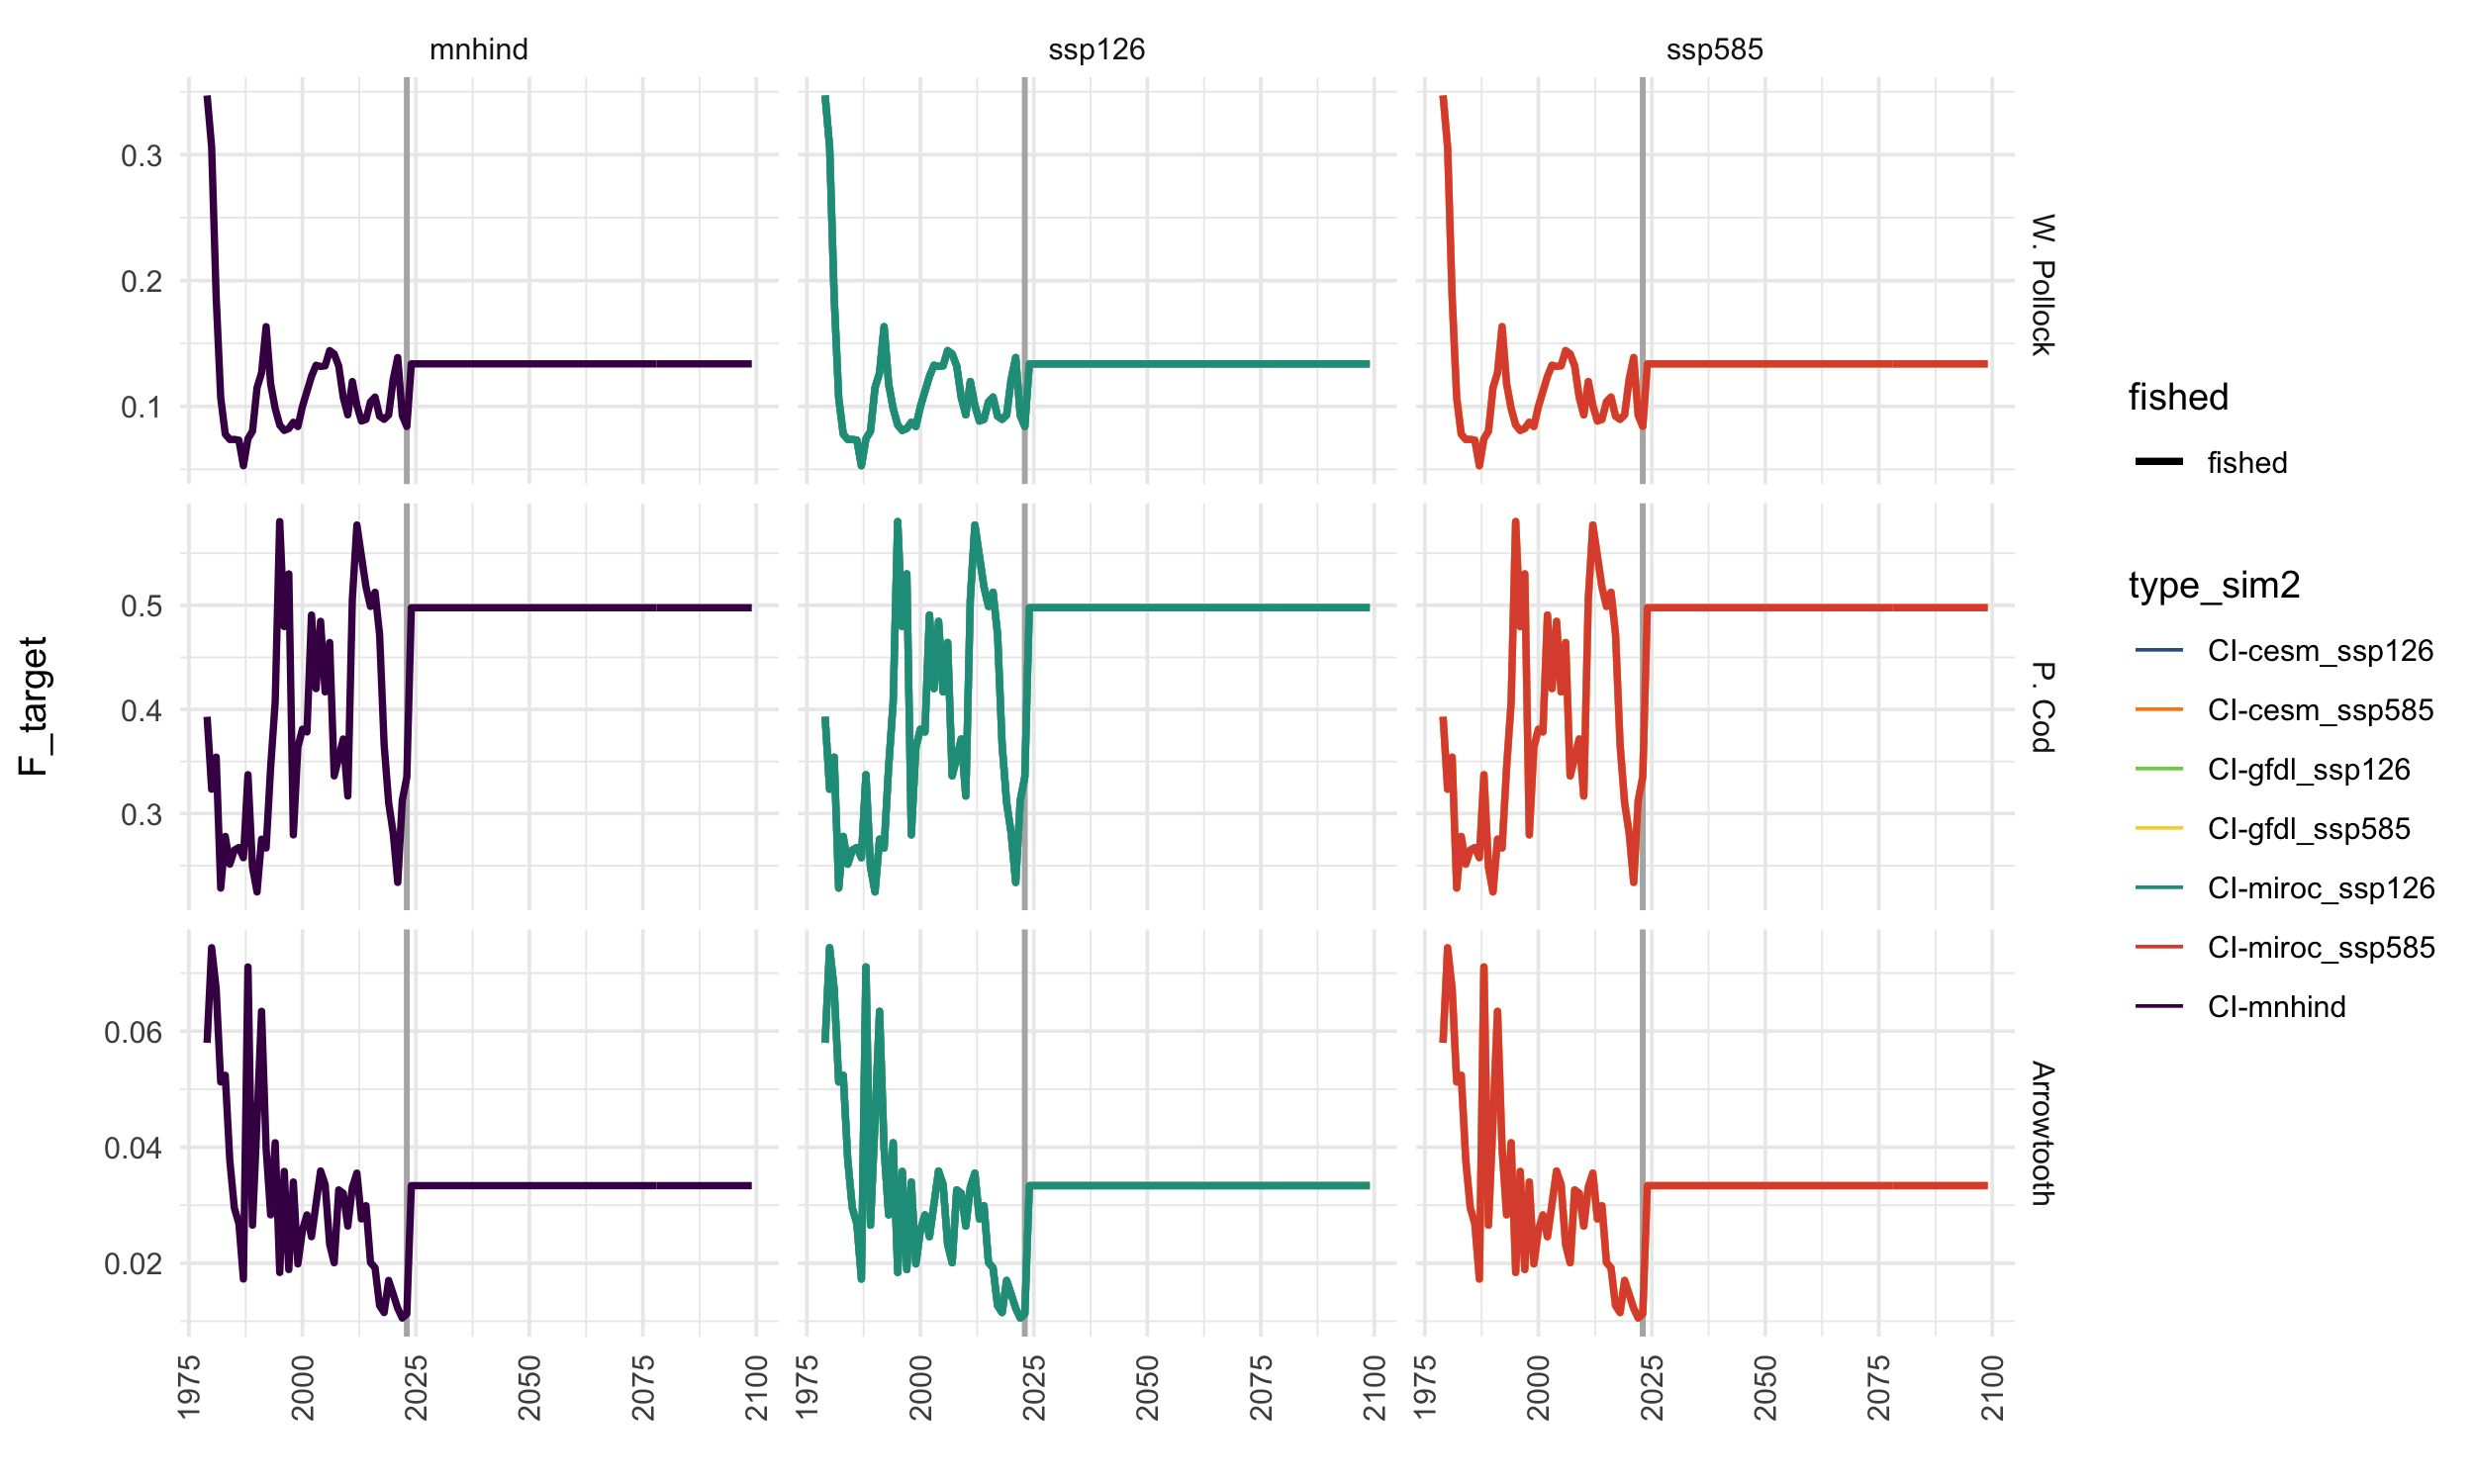 mnhind
ssp126
ssp585
F_target
0.3
0.2
0.1
W. Pollock
0.5
0.4
0.3
P. Cod
0.06
0.04
0.02
Arrowtooth
1975
2000
2025
2050
2075
2100
1975
2000
2025
2050
2075
2100
1975
2000
2025
2050
2075
2100
fished
fished
type_sim2
CI-cesm_ssp126
CI-cesm_ssp585
CI-gfdl_ssp126
CI-gfdl_ssp585
CI-miroc_ssp126
CI-miroc_ssp585
CI-mnhind